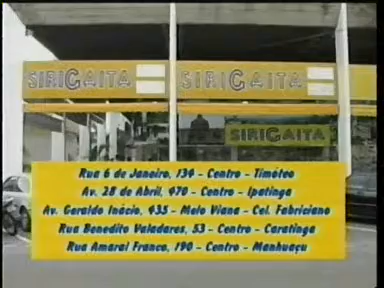 SIRIGAITA SIRIGAITA
SIRIGAITA
Rua 6 de Janeiro, 134 - Centro - Timóteo
Av. 28 de Abril, 470 - Centro - Ipatinga
Av. Geraldo Inácio, 435 - Melo Viana - Cel. Fabriciano
Rua Benedito Valadares, 53 - Centro - Caratinga
Rua Amaral Franco, 190 - Centro - Manhuaçu